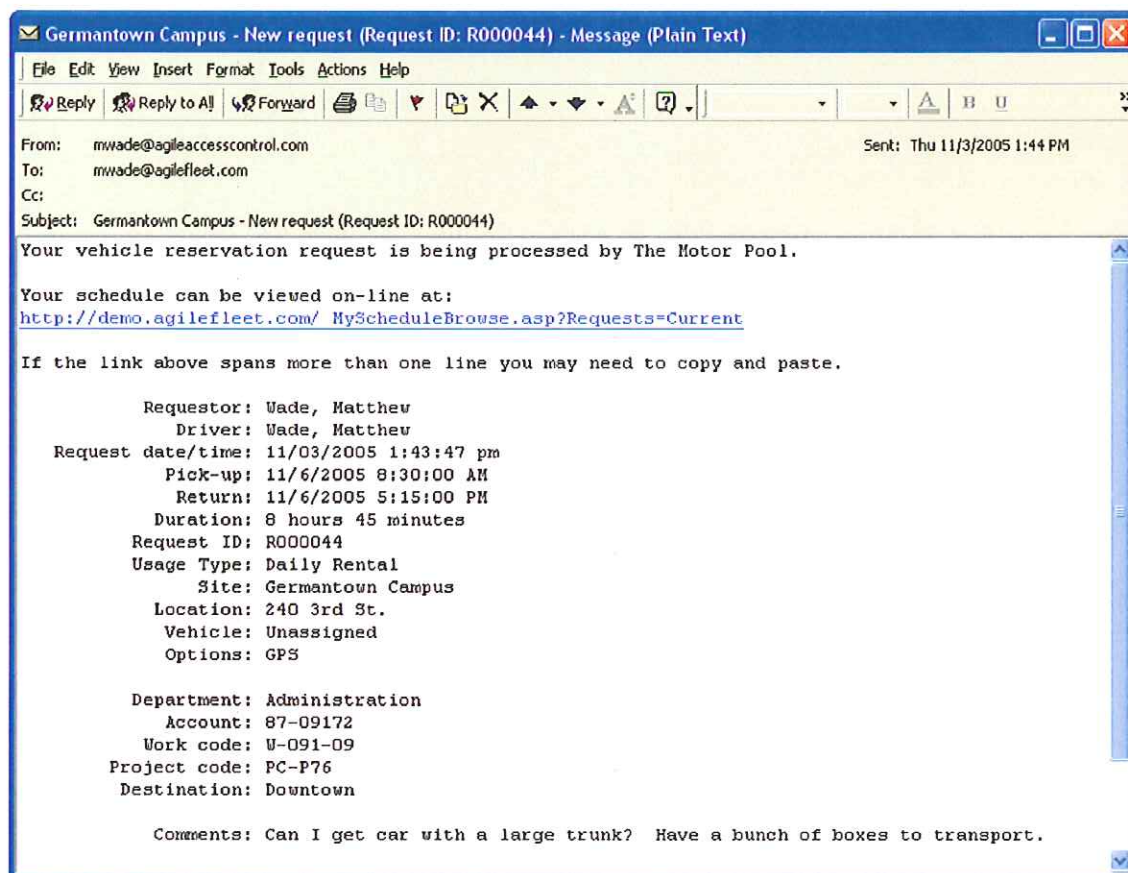 Germantown Campus - New request (Request ID: R000044) - Message (Plain Text)
File Edit View Insert Format Tools Actions Help
Reply Reply to All Forward A ? A B U
From: mwade@agileaccesscontrol.com Sent: Thu 11/3/2005 1:44 PM
To: mwade@agilefleet.com
Cc:
Subject: Germantown Campus - New request (Request ID: R000044)
Your vehicle reservation request is being processed by The Motor Pool.
Your schedule can be viewed on-line at:
http://demo.agilefleet.com/ MyScheduleBrowse.asp?Requests=Current
If the link above spans more than one line you may need to copy and paste.
Requestor: Wade, Matthew
Driver: Wade, Matthew
Request date/time: 11/03/2005 1:43:47 pm
Pick-up: 11/6/2005 8:30:00 AM
Return: 11/6/2005 5:15:00 PM
Duration: 8 hours 45 minutes
Request ID: R000044
Usage Type: Daily Rental
Site: Germantown Campus
Location: 240 3rd St.
Vehicle: Unassigned
Options: GPS
Department: Administration
Account: 87-09172
Work code: W-091-09
Project code: PC-P76
Destination: Downtown
Comments: Can I get car with a large trunk? Have a bunch of boxes to transport.